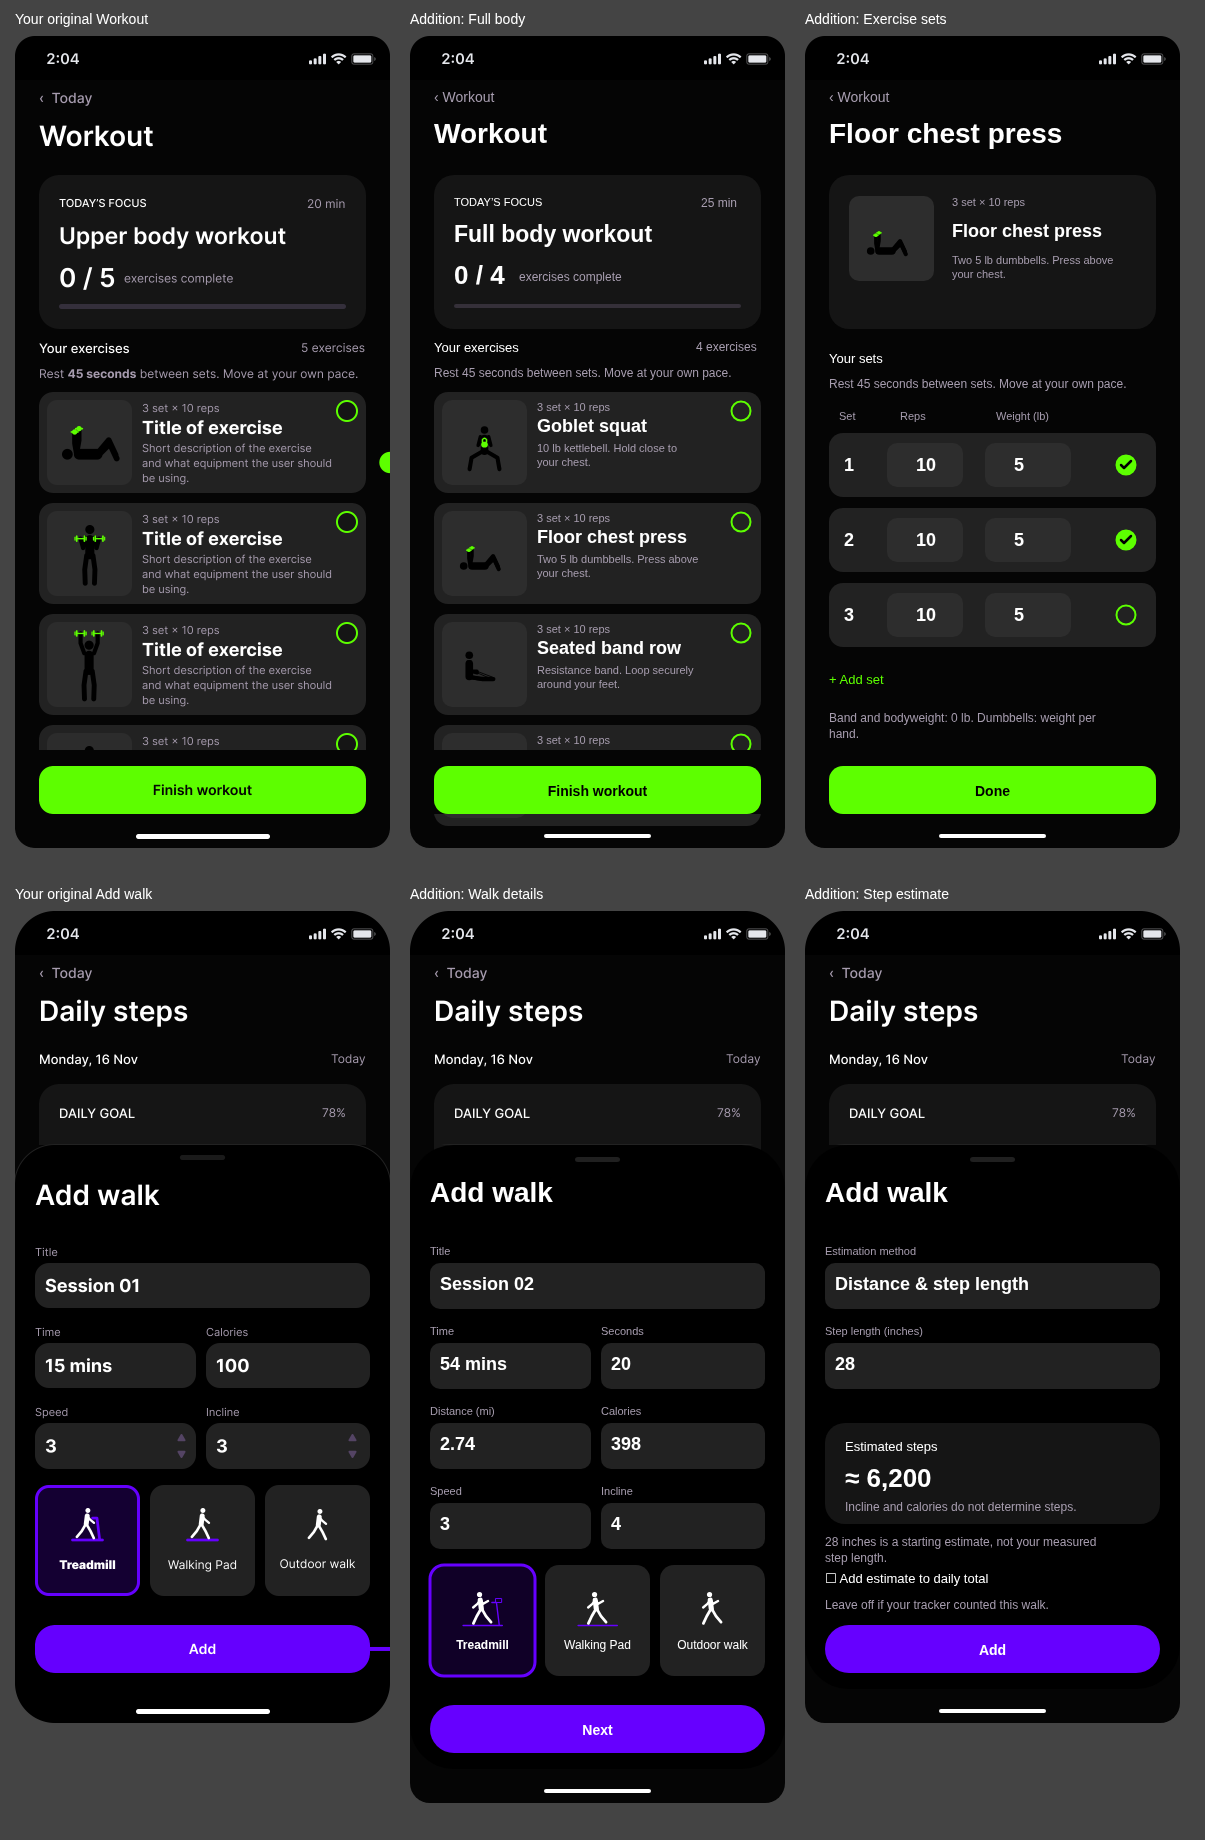 Your original Workout
2:04
‹ Today
Workout
TODAY'S FOCUS
20 min
Upper body workout
0 / 5 exercises complete
Your exercises
5 exercises
Rest 45 seconds between sets. Move at your own pace.
3 set × 10 reps
Title of exercise
Short description of the exercise
and what equipment the user should
be using.
3 set × 10 reps
Title of exercise
Short description of the exercise
and what equipment the user should
be using.
3 set × 10 reps
Title of exercise
Short description of the exercise
and what equipment the user should
be using.
3 set × 10 reps
Finish workout
Addition: Full body
2:04
‹ Workout
Workout
TODAY'S FOCUS
25 min
Full body workout
0 / 4 exercises complete
Your exercises
4 exercises
Rest 45 seconds between sets. Move at your own pace.
3 set × 10 reps
Goblet squat
10 lb kettlebell. Hold close to
your chest.
3 set × 10 reps
Floor chest press
Two 5 lb dumbbells. Press above
your chest.
3 set × 10 reps
Seated band row
Resistance band. Loop securely
around your feet.
3 set × 10 reps
Finish workout
Addition: Exercise sets
2:04
‹ Workout
Floor chest press
3 set × 10 reps
Floor chest press
Two 5 lb dumbbells. Press above
your chest.
Your sets
Rest 45 seconds between sets. Move at your own pace.
Set Reps Weight (lb)
1 10 5
2 10 5
3 10 5
+ Add set
Band and bodyweight: 0 lb. Dumbbells: weight per
hand.
Done
Your original Add walk
2:04
‹ Today
Daily steps
Monday, 16 Nov
Today
DAILY GOAL
78%
Add walk
Title
Session 01
Time Calories
15 mins 100
Speed Incline
3 3
Treadmill Walking Pad Outdoor walk
Add
Addition: Walk details
2:04
‹ Today
Daily steps
Monday, 16 Nov
Today
DAILY GOAL
78%
Add walk
Title
Session 02
Time Seconds
54 mins 20
Distance (mi) Calories
2.74 398
Speed Incline
3 4
Treadmill Walking Pad Outdoor walk
Next
Addition: Step estimate
2:04
‹ Today
Daily steps
Monday, 16 Nov
Today
DAILY GOAL
78%
Add walk
Estimation method
Distance & step length
Step length (inches)
28
Estimated steps
≈ 6,200
Incline and calories do not determine steps.
28 inches is a starting estimate, not your measured
step length.
☐ Add estimate to daily total
Leave off if your tracker counted this walk.
Add